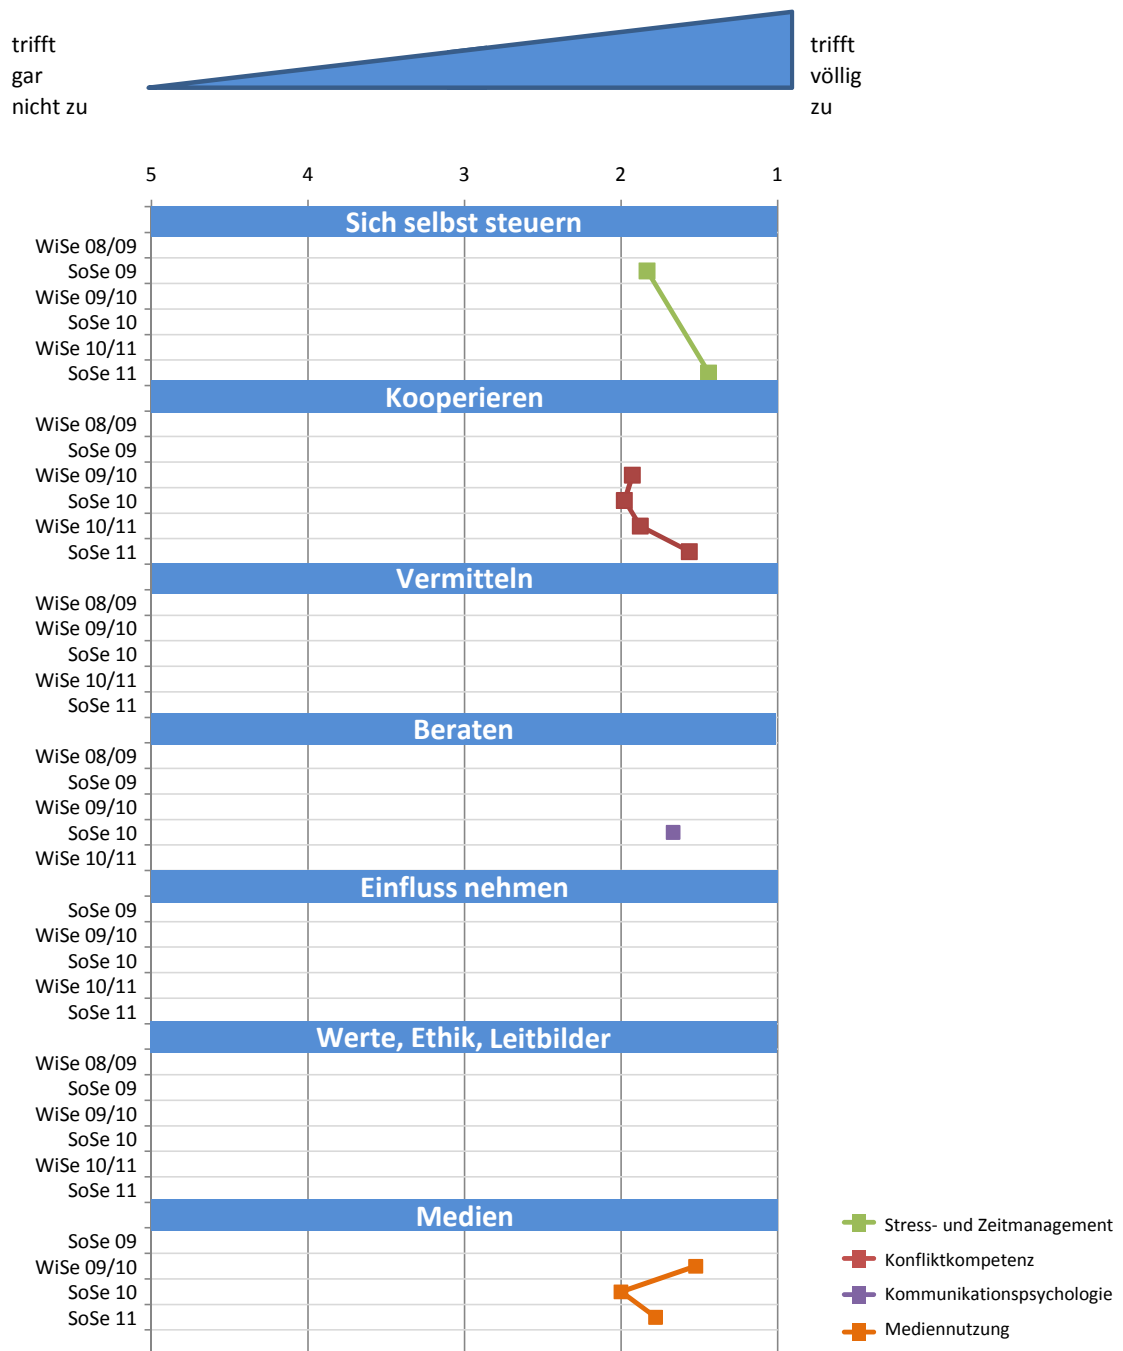 trifft
gar
nicht zu
trifft
völlig
zu
5 4 3 2 1
Sich selbst steuern
WiSe 08/09
SoSe 09
WiSe 09/10
SoSe 10
WiSe 10/11
SoSe 11
Kooperieren
WiSe 08/09
SoSe 09
WiSe 09/10
SoSe 10
WiSe 10/11
SoSe 11
Vermitteln
WiSe 08/09
WiSe 09/10
SoSe 10
WiSe 10/11
SoSe 11
Beraten
WiSe 08/09
SoSe 09
WiSe 09/10
SoSe 10
WiSe 10/11
Einfluss nehmen
SoSe 09
WiSe 09/10
SoSe 10
WiSe 10/11
SoSe 11
Werte, Ethik, Leitbilder
WiSe 08/09
SoSe 09
WiSe 09/10
SoSe 10
WiSe 10/11
SoSe 11
Medien
SoSe 09
WiSe 09/10
SoSe 10
SoSe 11
Stress- und Zeitmanagement
Konfliktkompetenz
Kommunikationspsychologie
Mediennutzung